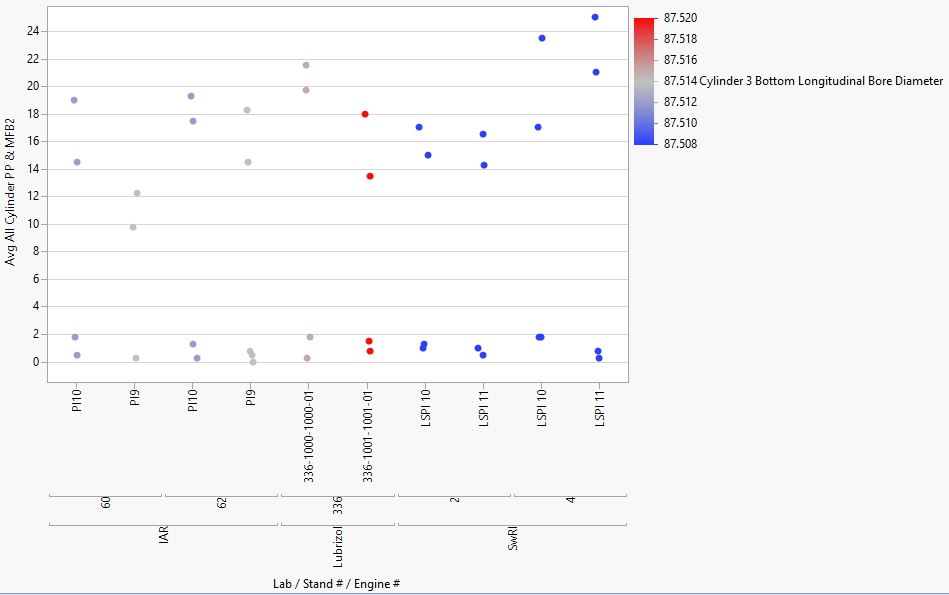 Avg All Cylinder PP & MFB2
24
22
20
18
16
14
12
10
8
6
4
2
0
87.520
87.518
87.516
87.514 Cylinder 3 Bottom Longitudinal Bore Diameter
87.512
87.510
87.508
PI10
PI9
PI10
PI9
336-1000-1000-01
336-1001-1001-01
LSPI 10
LSPI 11
LSPI 10
LSPI 11
60
62
336
2
4
IAR
Lubrizol
SwRI
Lab / Stand # / Engine #